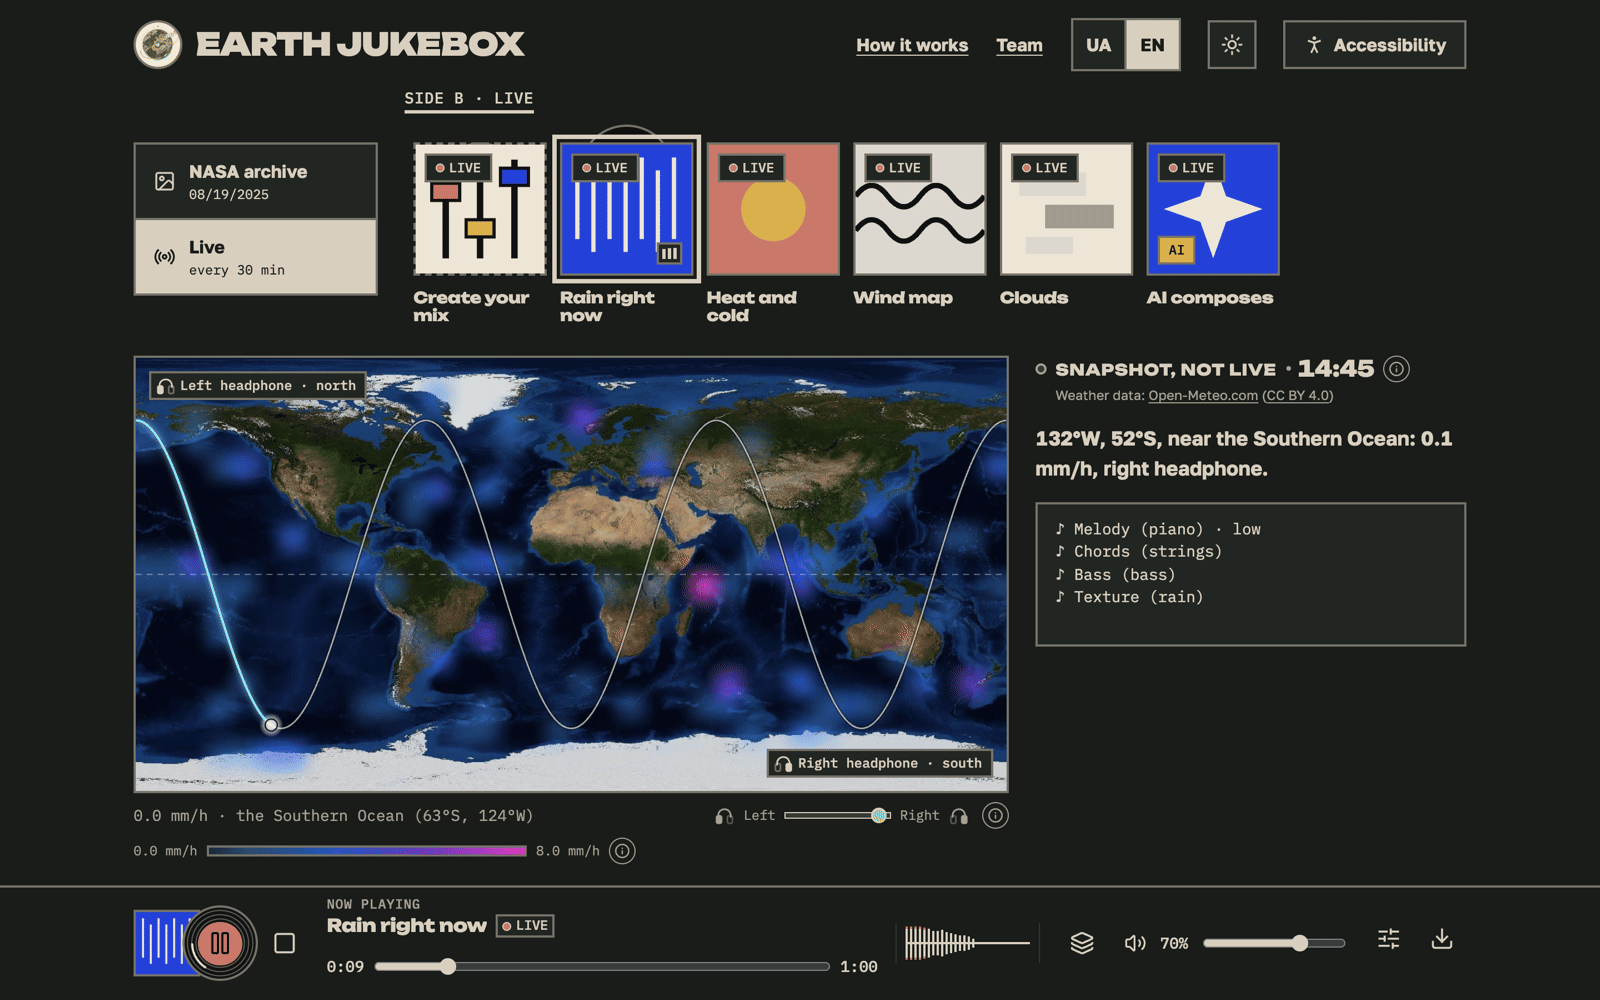 EARTH JUKEBOX
How it works
Team
UA
EN
Accessibility
SIDE B · LIVE
NASA archive
08/19/2025
Live
every 30 min
LIVE
LIVE
LIVE
LIVE
LIVE
LIVE
AI
Create your
mix
Rain right
now
Heat and
cold
Wind map
Clouds
AI composes
Left headphone · north
Right headphone · south
SNAPSHOT, NOT LIVE · 14:45
Weather data: Open-Meteo.com (CC BY 4.0)
132°W, 52°S, near the Southern Ocean: 0.1
mm/h, right headphone.
♪ Melody (piano) · low
♪ Chords (strings)
♪ Bass (bass)
♪ Texture (rain)
0.0 mm/h · the Southern Ocean (63°S, 124°W)
Left
Right
0.0 mm/h
8.0 mm/h
NOW PLAYING
Rain right now
LIVE
0:09
1:00
70%